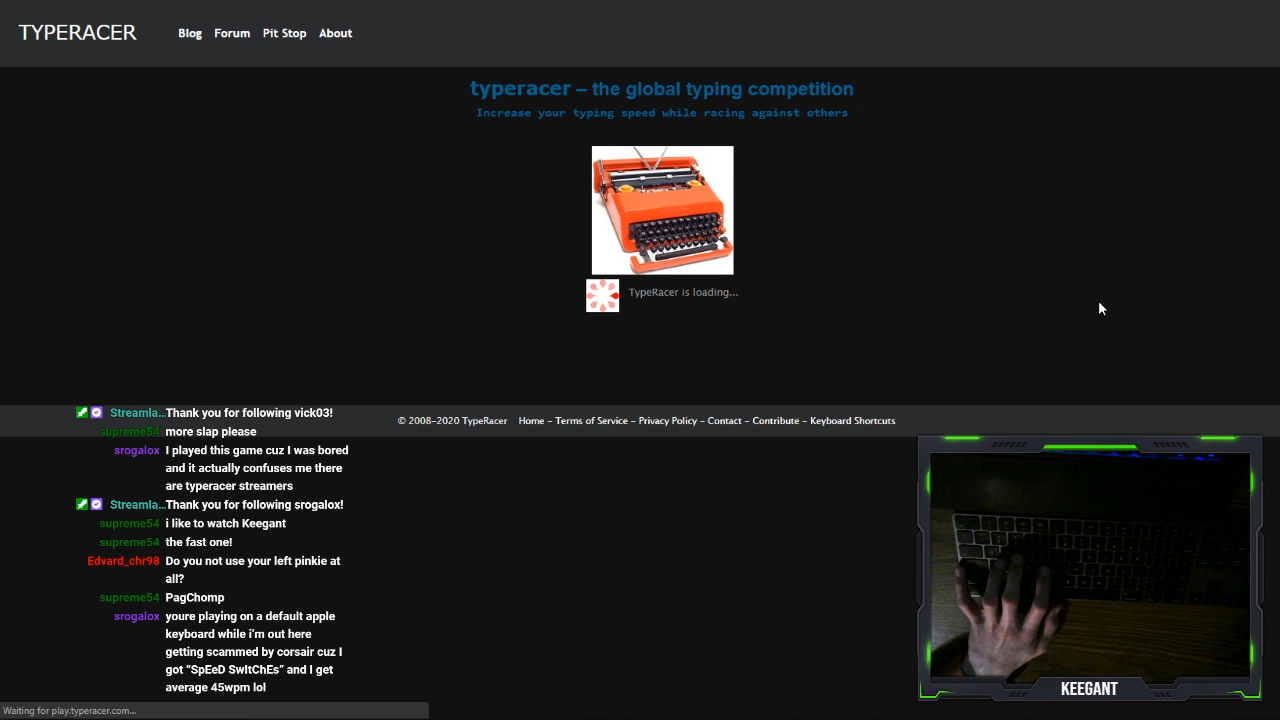 TYPERACER
Blog Forum Pit Stop About
typeracer – the global typing competition
Increase your typing speed while racing against others
TypeRacer is loading...
© 2008–2020 TypeRacer Home – Terms of Service – Privacy Policy – Contact – Contribute – Keyboard Shortcuts
Streamla... Thank you for following vick03!
supreme54 more slap please
srogalox I played this game cuz I was bored
and it actually confuses me there
are typeracer streamers
Streamla... Thank you for following srogalox!
supreme54 i like to watch Keegant
supreme54 the fast one!
Edvard_chr98 Do you not use your left pinkie at
all?
supreme54 PagChomp
srogalox youre playing on a default apple
keyboard while i'm out here
getting scammed by corsair cuz I
got “SpEeD SwItChEs” and I get
average 45wpm lol
KEEGANT
Waiting for play.typeracer.com...